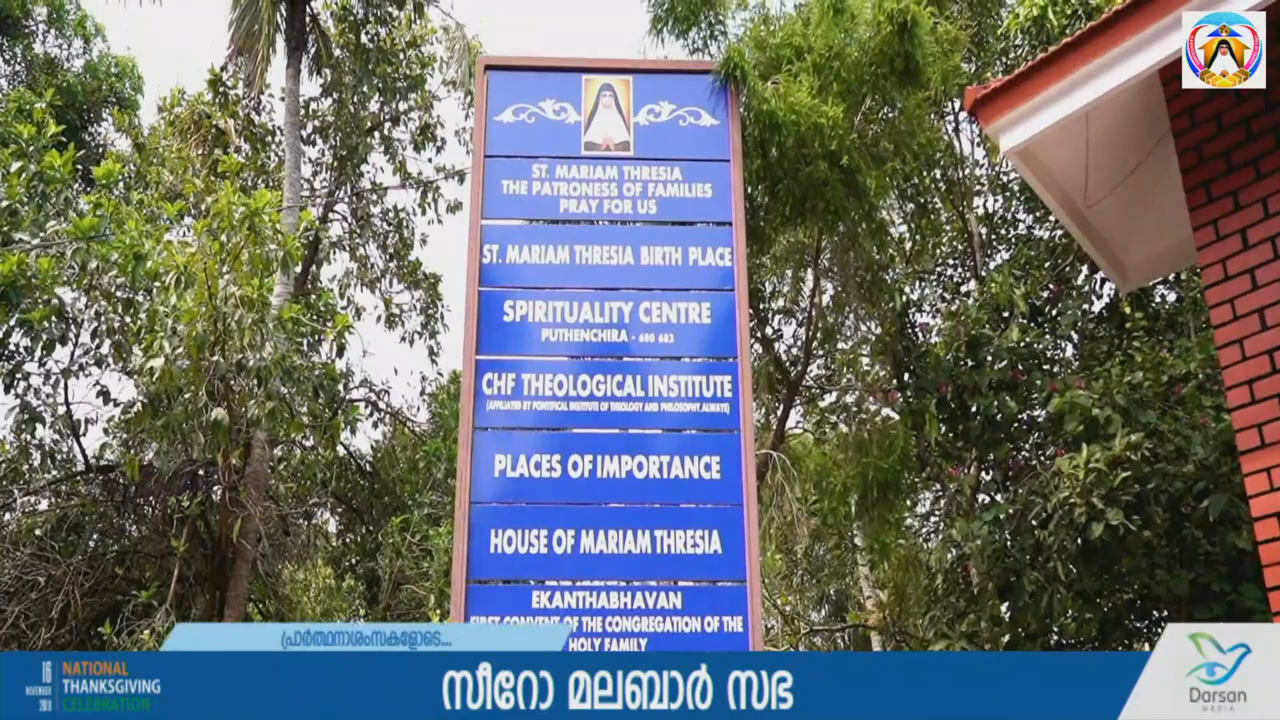 ST. MARIAM THRESIA
THE PATRONESS OF FAMILIES
PRAY FOR US
ST. MARIAM THRESIA BIRTH PLACE
SPIRITUALITY CENTRE
PUTHENCHIRA - 680 682
CHF THEOLOGICAL INSTITUTE
(AFFILIATED BY PONTIFICAL INSTITUTE OF THEOLOGY AND PHILOSOPHY, ALWAYE)
PLACES OF IMPORTANCE
HOUSE OF MARIAM THRESIA
EKANTHABHAVAN
FIRST CONVENT OF THE CONGREGATION OF THE
HOLY FAMILY
പ്രാർത്ഥനാശംസകളോടെ...
16
NOVEMBER
2019
NATIONAL
THANKSGIVING
CELEBRATION
സീറോ മലബാർ സഭ
Darsan
MEDIA